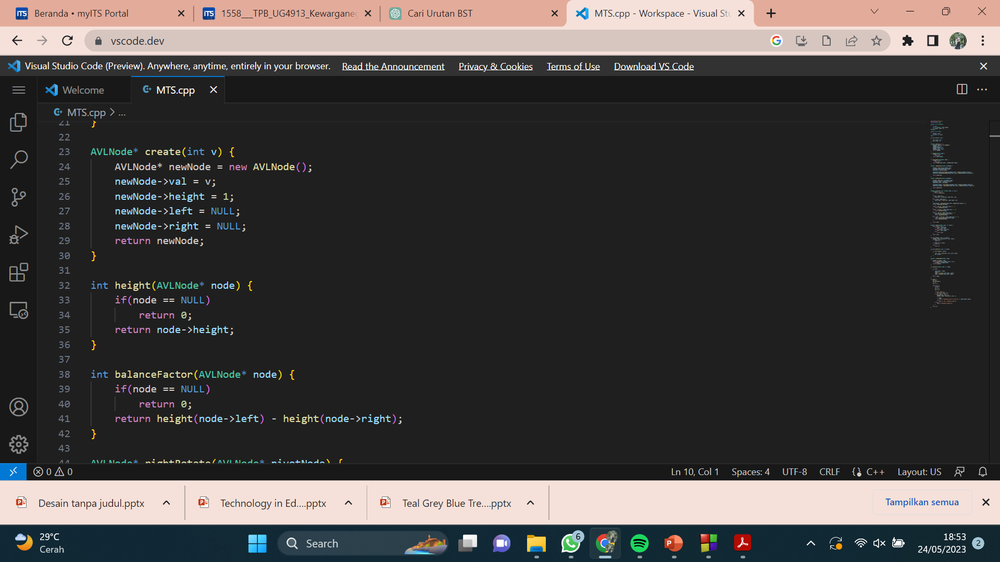 Beranda • myITS Portal
1558___TPB_UG4913_Kewarganeg
Cari Urutan BST
MTS.cpp - Workspace - Visual Stu
vscode.dev
Visual Studio Code (Preview). Anywhere, anytime, entirely in your browser. Read the Announcement Privacy & Cookies Terms of Use Download VS Code
Welcome
MTS.cpp
MTS.cpp > ...
21 }
22
23 AVLNode* create(int v) {
24 AVLNode* newNode = new AVLNode();
25 newNode->val = v;
26 newNode->height = 1;
27 newNode->left = NULL;
28 newNode->right = NULL;
29 return newNode;
30 }
31
32 int height(AVLNode* node) {
33 if(node == NULL)
34 return 0;
35 return node->height;
36 }
37
38 int balanceFactor(AVLNode* node) {
39 if(node == NULL)
40 return 0;
41 return height(node->left) - height(node->right);
42 }
43
44 AVLNode* rightRotate(AVLNode* pivotNode) {
0 0
Ln 10, Col 1 Spaces: 4 UTF-8 CRLF C++ Layout: US
Desain tanpa judul.pptx
Technology in Ed....pptx
Teal Grey Blue Tre....pptx
Tampilkan semua
29°C
Cerah
Search
6
18:53
24/05/2023
2